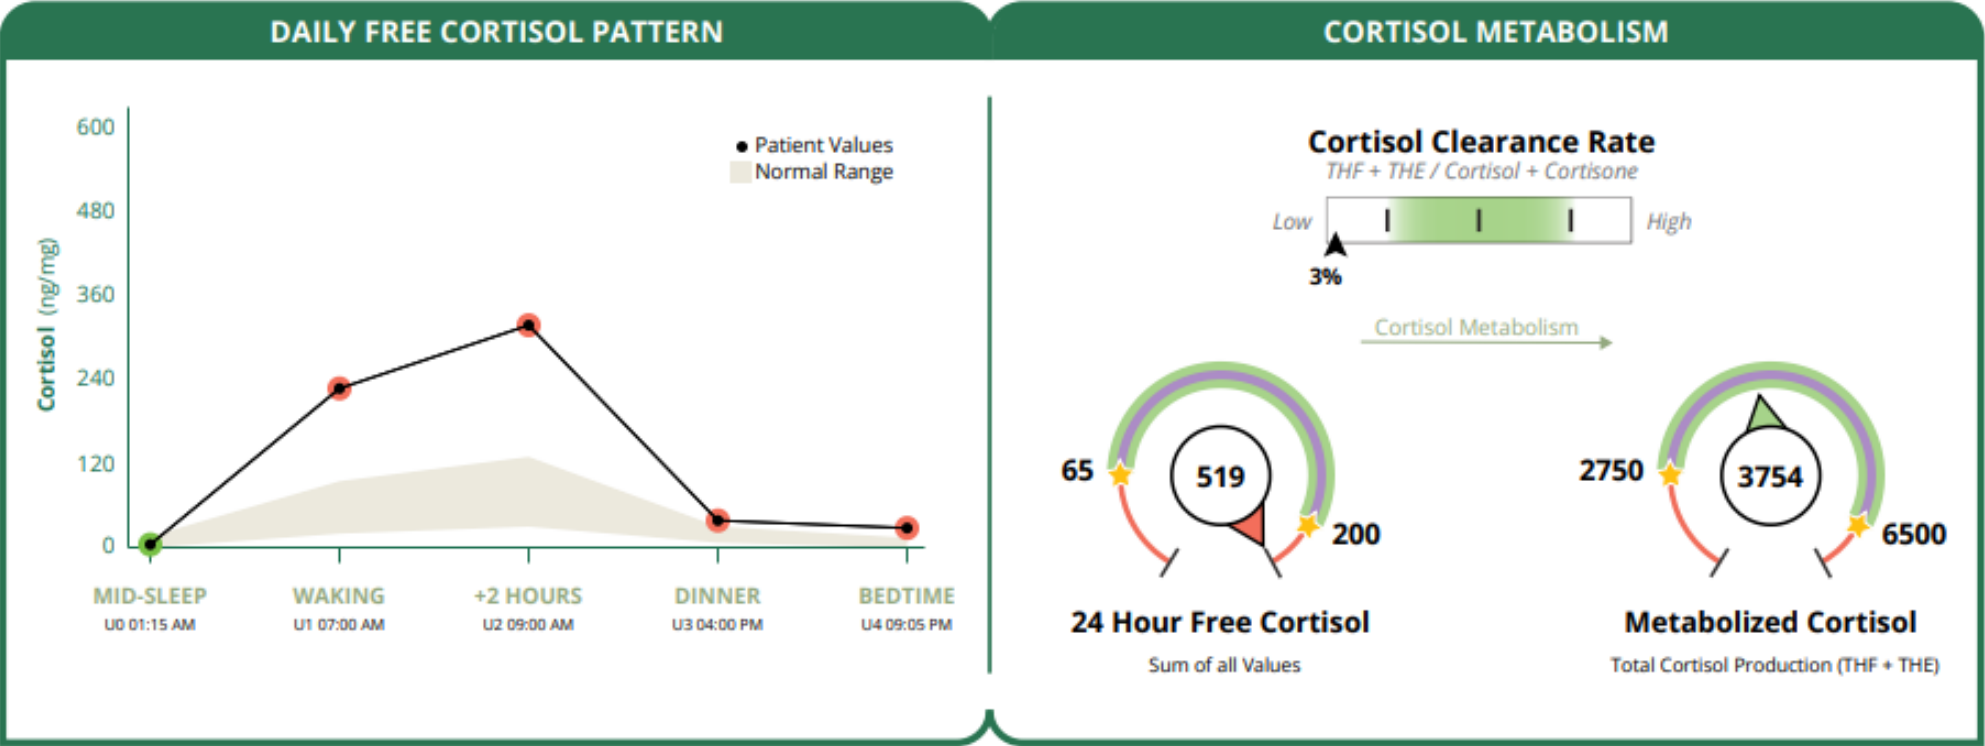 DAILY FREE CORTISOL PATTERN
600
480
360
240
120
0
Cortisol (ng/mg)
Patient Values
Normal Range
MID-SLEEP
U0 01:15 AM
WAKING
U1 07:00 AM
+2 HOURS
U2 09:00 AM
DINNER
U3 04:00 PM
BEDTIME
U4 09:05 PM
CORTISOL METABOLISM
Cortisol Clearance Rate
THF + THE / Cortisol + Cortisone
Low
High
3%
Cortisol Metabolism
65
519
200
24 Hour Free Cortisol
Sum of all Values
2750
3754
6500
Metabolized Cortisol
Total Cortisol Production (THF + THE)